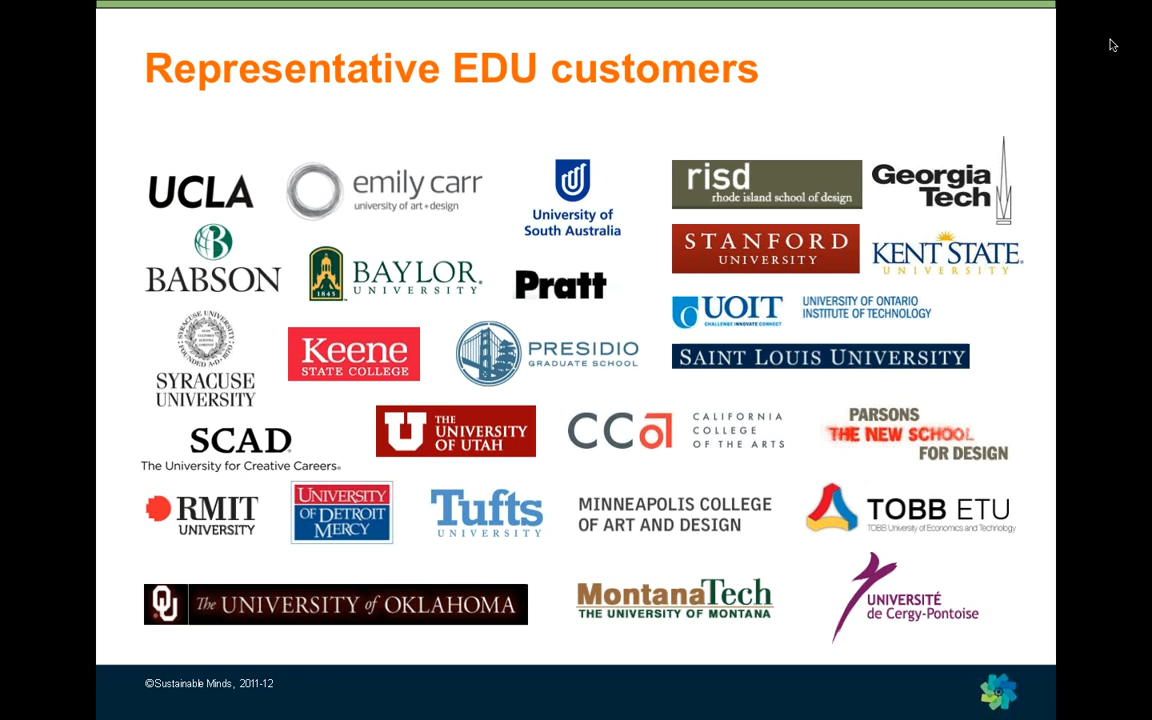 Representative EDU customers
UCLA
emily carr
university of art + design
University of
South Australia
risd
rhode island school of design
Georgia
Tech
B
BABSON
1845
BAYLOR
UNIVERSITY
Pratt
STANFORD
UNIVERSITY
KENT STATE
UNIVERSITY
UOIT
CHALLENGE INNOVATE CONNECT
UNIVERSITY OF ONTARIO
INSTITUTE OF TECHNOLOGY
SYRACUSE
UNIVERSITY
Keene
STATE COLLEGE
PRESIDIO
GRADUATE SCHOOL
SAINT LOUIS UNIVERSITY
SCAD
The University for Creative Careers®
U
THE
UNIVERSITY
OF UTAH
CCa
CALIFORNIA
COLLEGE
OF THE ARTS
PARSONS
THE NEW SCHOOL
FOR DESIGN
RMIT
UNIVERSITY
UNIVERSITY
OF DETROIT
MERCY
Tufts
UNIVERSITY
MINNEAPOLIS COLLEGE
OF ART AND DESIGN
TOBB ETU
TOBB University of Economics and Technology
OU
The UNIVERSITY of OKLAHOMA
MontanaTech
THE UNIVERSITY OF MONTANA
UNIVERSITÉ
de Cergy-Pontoise
©Sustainable Minds, 2011-12